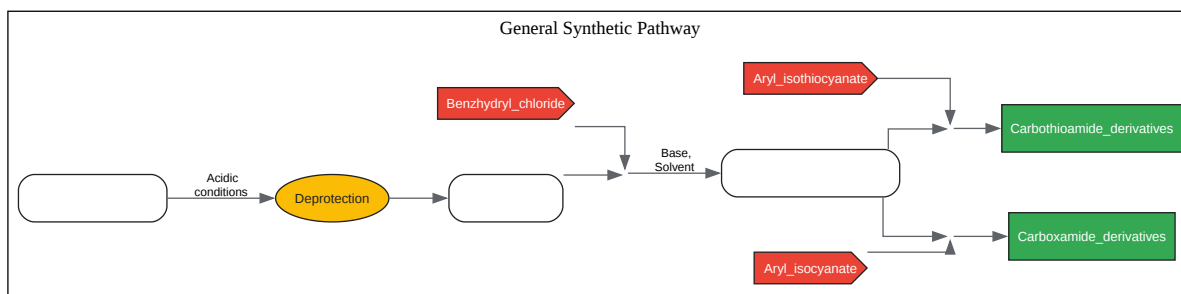 General Synthetic Pathway
Aryl_isothiocyanate
Benzhydryl_chloride
Carbothioamide_derivatives
Base,
Solvent
Acidic
conditions
Deprotection
Carboxamide_derivatives
Aryl_isocyanate